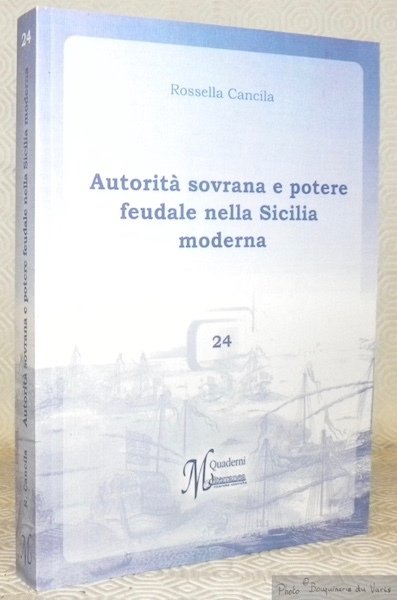 24
Autorità sovrana e potere feudale nella Sicilia moderna
R. Cancila
M
Rossella Cancila
Autorità sovrana e potere
feudale nella Sicilia
moderna
24
Quaderni
Mediterranea
Photo © Bouquinerie du Varis